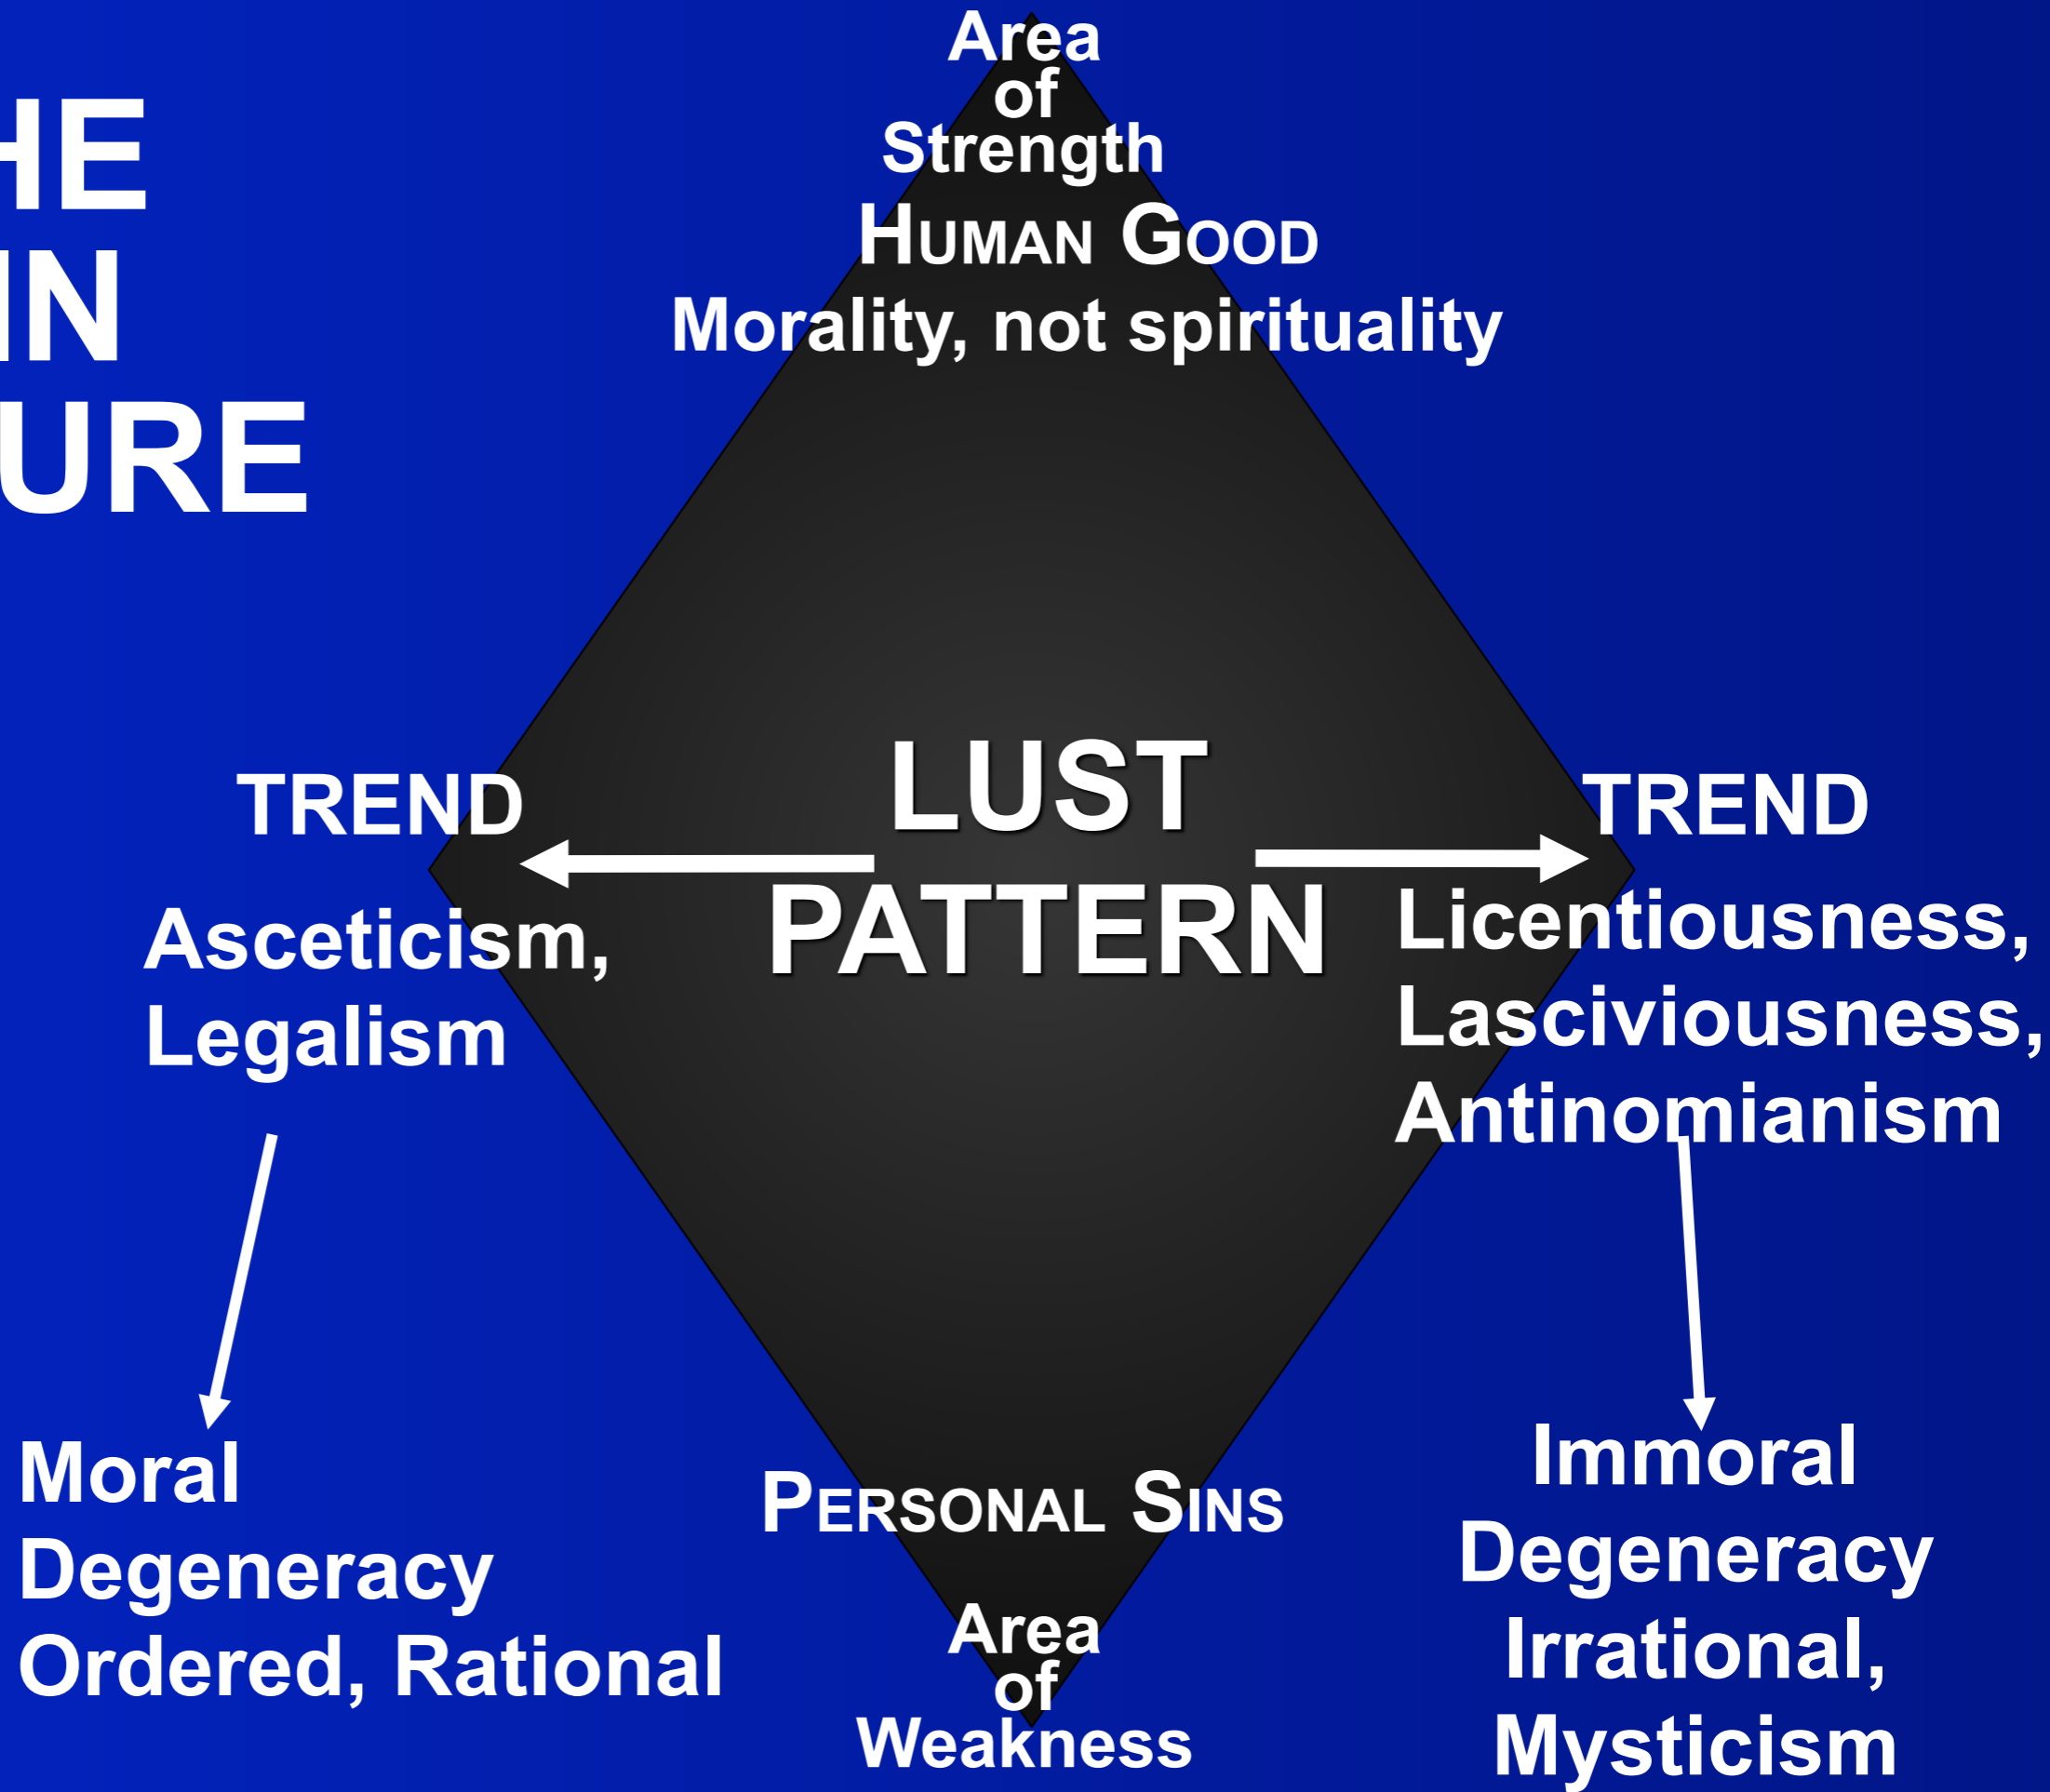 HE
IN
URE
Area
of
Strength
HUMAN GOOD
Morality, not spirituality
LUST
PATTERN
TREND
Asceticism,
Legalism
TREND
Licentiousness,
Lasciviousness,
Antinomianism
Moral
Degeneracy
Ordered, Rational
PERSONAL SINS
Area
of
Weakness
Immoral
Degeneracy
Irrational,
Mysticism